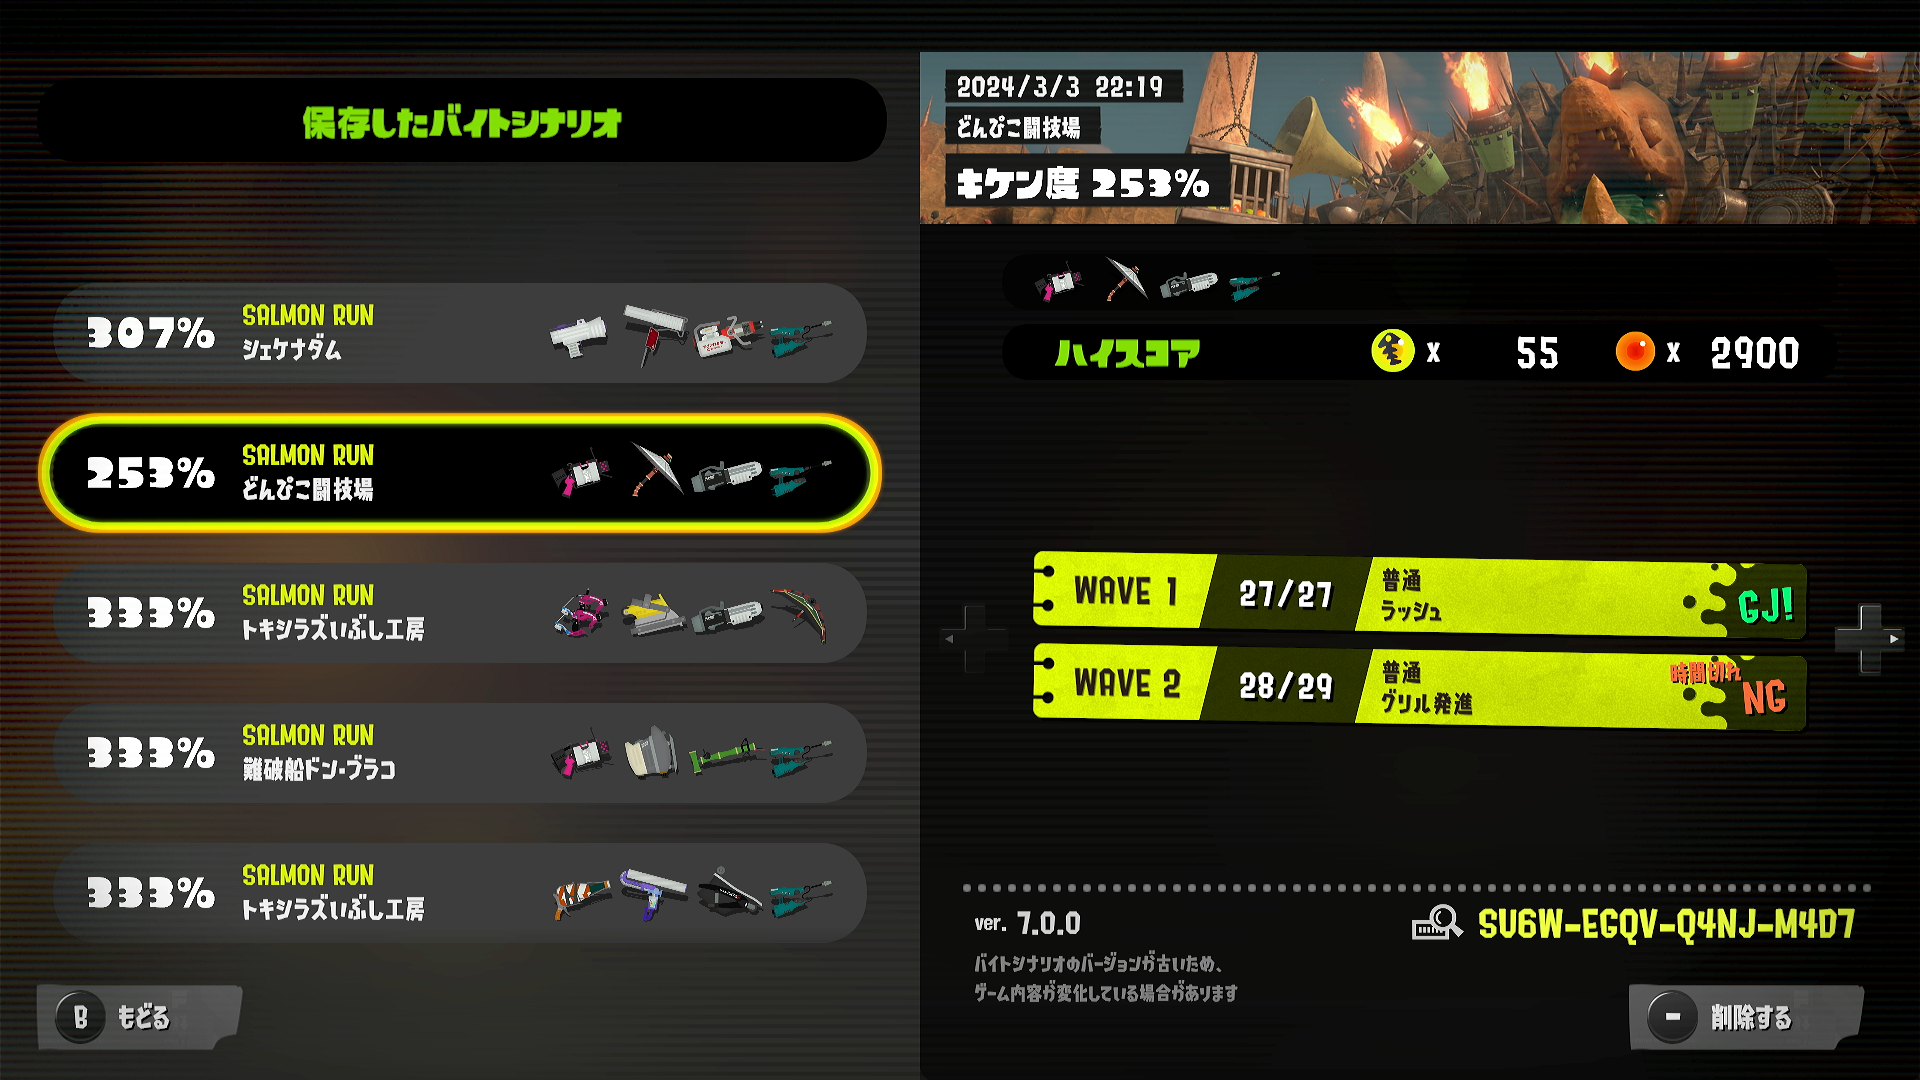 保存したバイトシナリオ
307% SALMON RUN
シェケナダム
253% SALMON RUN
どんぴこ闘技場
333% SALMON RUN
トキシラズいぶし工房
333% SALMON RUN
難破船ドン・ブラコ
333% SALMON RUN
トキシラズいぶし工房
B もどる
2024/3/3 22:19
どんぴこ闘技場
キケン度 253%
ハイスコア x 55 x 2900
WAVE 1 27/27 普通
ラッシュ
GJ!
WAVE 2 28/29 普通
グリル発進
時間切れ
NG
ver. 7.0.0
SU6W-EGQV-Q4NJ-M4D7
バイトシナリオのバージョンが古いため、
ゲーム内容が変化している場合があります
削除する